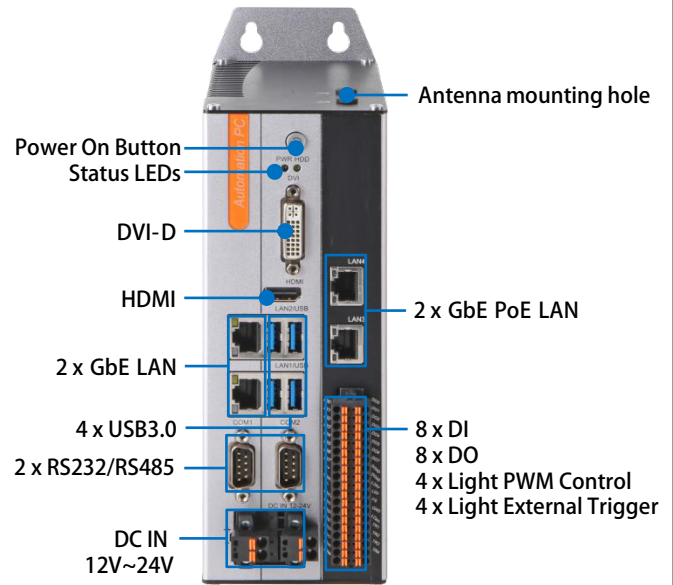 Antenna mounting hole
Automation PC
Power On Button
PWR HDD
Status LEDs
DVI
DVI-D
HDMI
LAN4
HDMI
LAN2/USB
2 x GbE PoE LAN
LAN3
2 x GbE LAN
LAN1/USB
4 x USB3.0
COM1
COM2
8 x DI
8 x DO
2 x RS232/RS485
4 x Light PWM Control
4 x Light External Trigger
DC IN 12-24V
DC IN
12V~24V